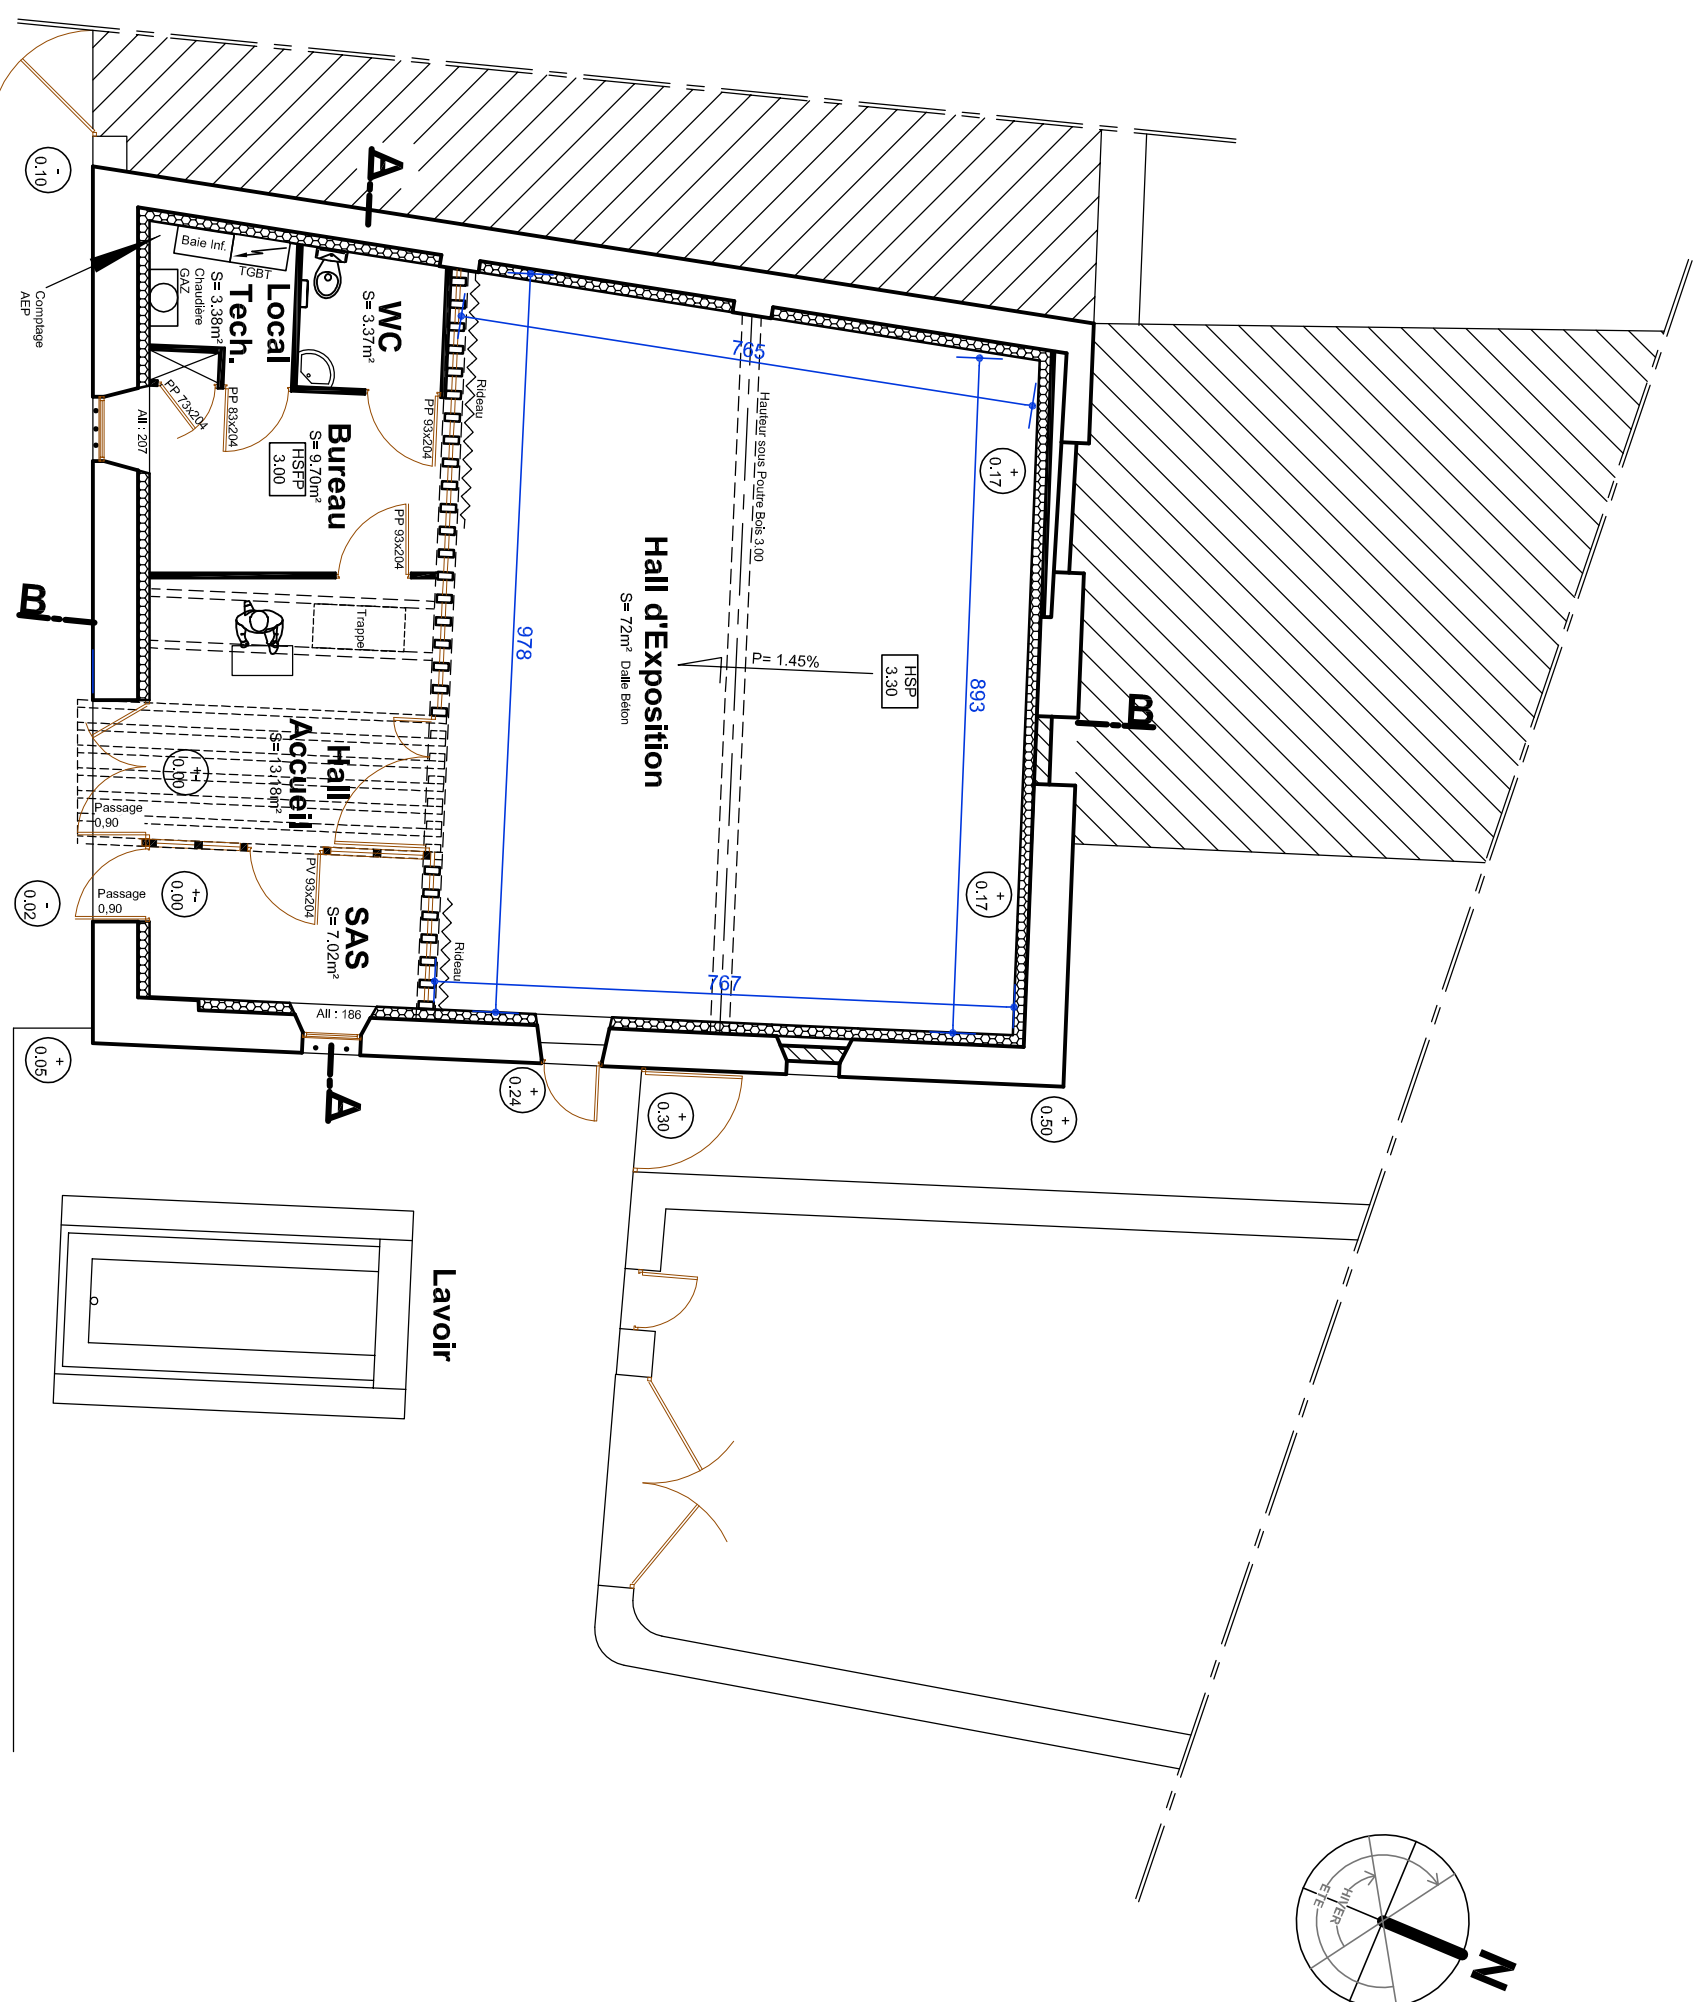 A
-
0.10
Baie Inf.
TGBT
Local
Tech.
S= 3.38m²
Chaudière
GAZ
Comptage
AEP
WC
S= 3.37m²
PP 73x204
PP 83x204
PP 93x204
All : 207
Bureau
S= 9.70m²
HSFP
3.00
PP 93x204
Rideau
765
Hauteur sous Poutre Bois 3.00
+
0.17
Hall d'Exposition
S= 72m² Dalle Béton
P= 1.45%
HSP
3.30
978
893
B
B
Trappe
Hall
Accueil
S= 13.18m²
+-
0.00
Passage
0,90
Passage
0,90
+-
0.00
-
0.02
PV 93x204
SAS
S= 7.02m²
Rideau
767
+
0.17
All : 186
A
+
0.05
+
0.24
+
0.30
+
0.50
Lavoir
HIVER
ETE
N